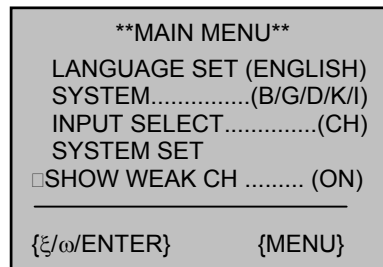 **MAIN MENU**
LANGUAGE SET (ENGLISH)
SYSTEM...............(B/G/D/K/I)
INPUT SELECT..............(CH)
SYSTEM SET
□SHOW WEAK CH ......... (ON)
{ξ/ω/ENTER} {MENU}